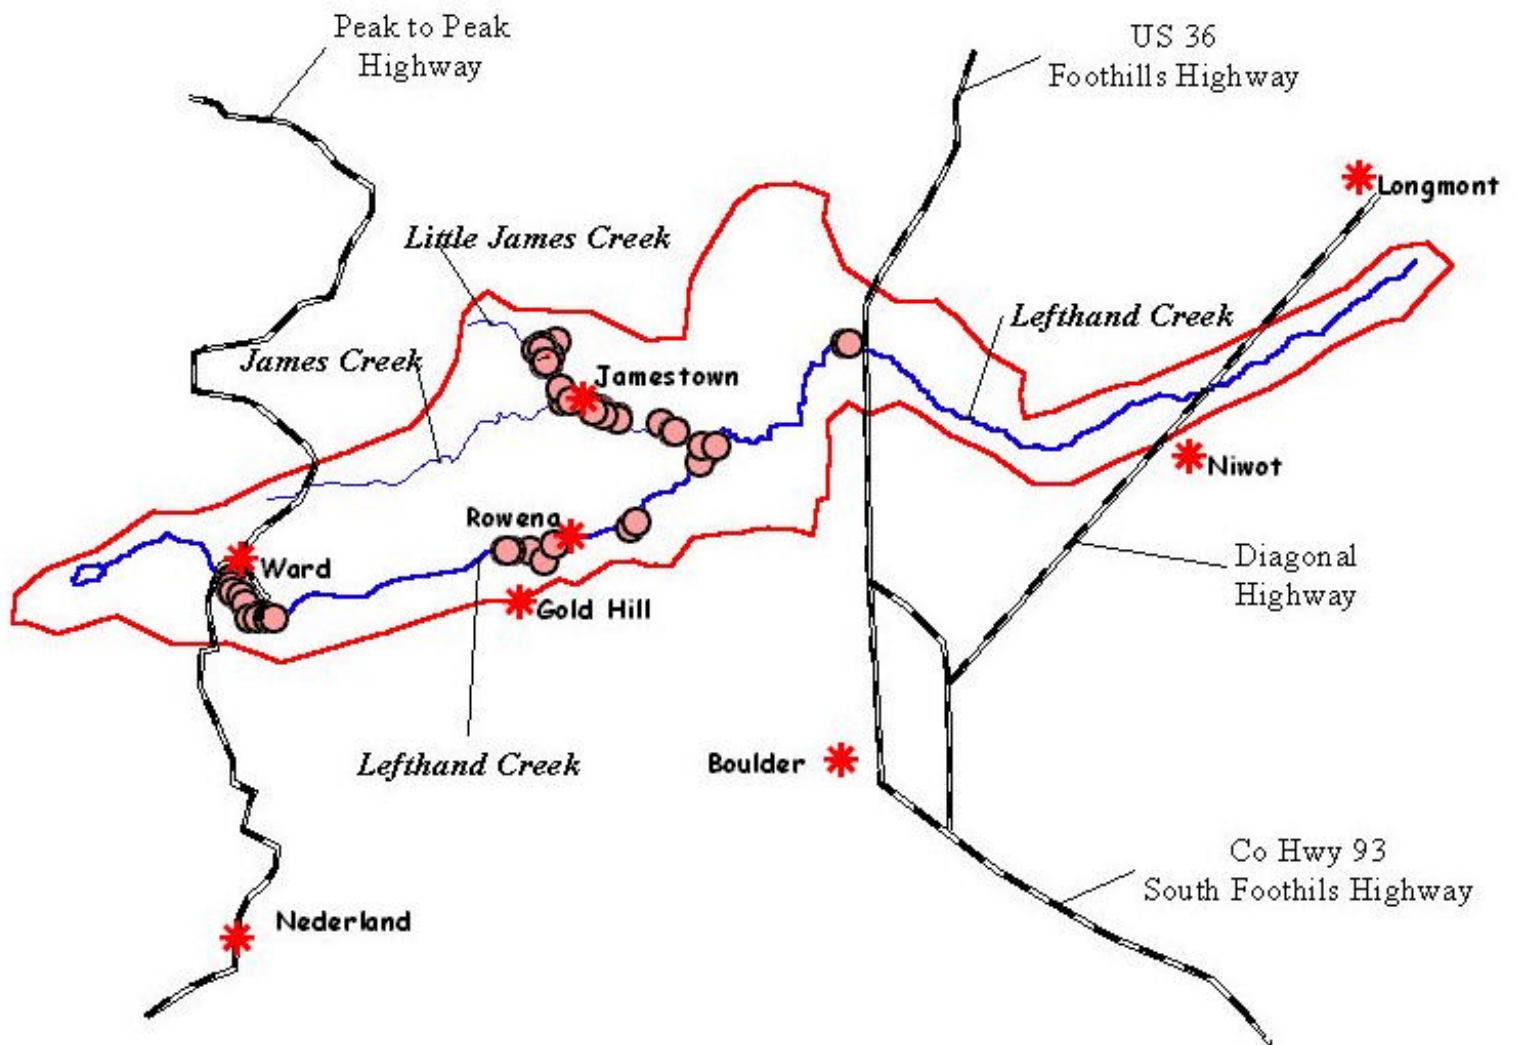 Peak to Peak
Highway
US 36
Foothills Highway
Longmont
Little James Creek
Lefthand Creek
James Creek
Jamestown
Niwot
Rowena
Ward
Diagonal
Highway
Gold Hill
Lefthand Creek
Boulder
Co Hwy 93
South Foothils Highway
Nederland